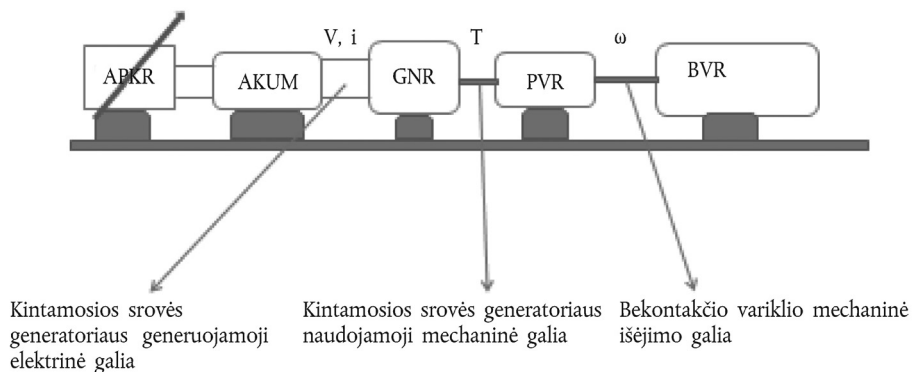 V, i
T
ω
APKR
AKUM
GNR
PVR
BVR
Kintamosios srovės
generatoriaus generuojamoji
elektrinė galia
Kintamosios srovės generatoriaus
naudojamoji mechaninė galia
Bekontakčio variklio mechaninė
išėjimo galia